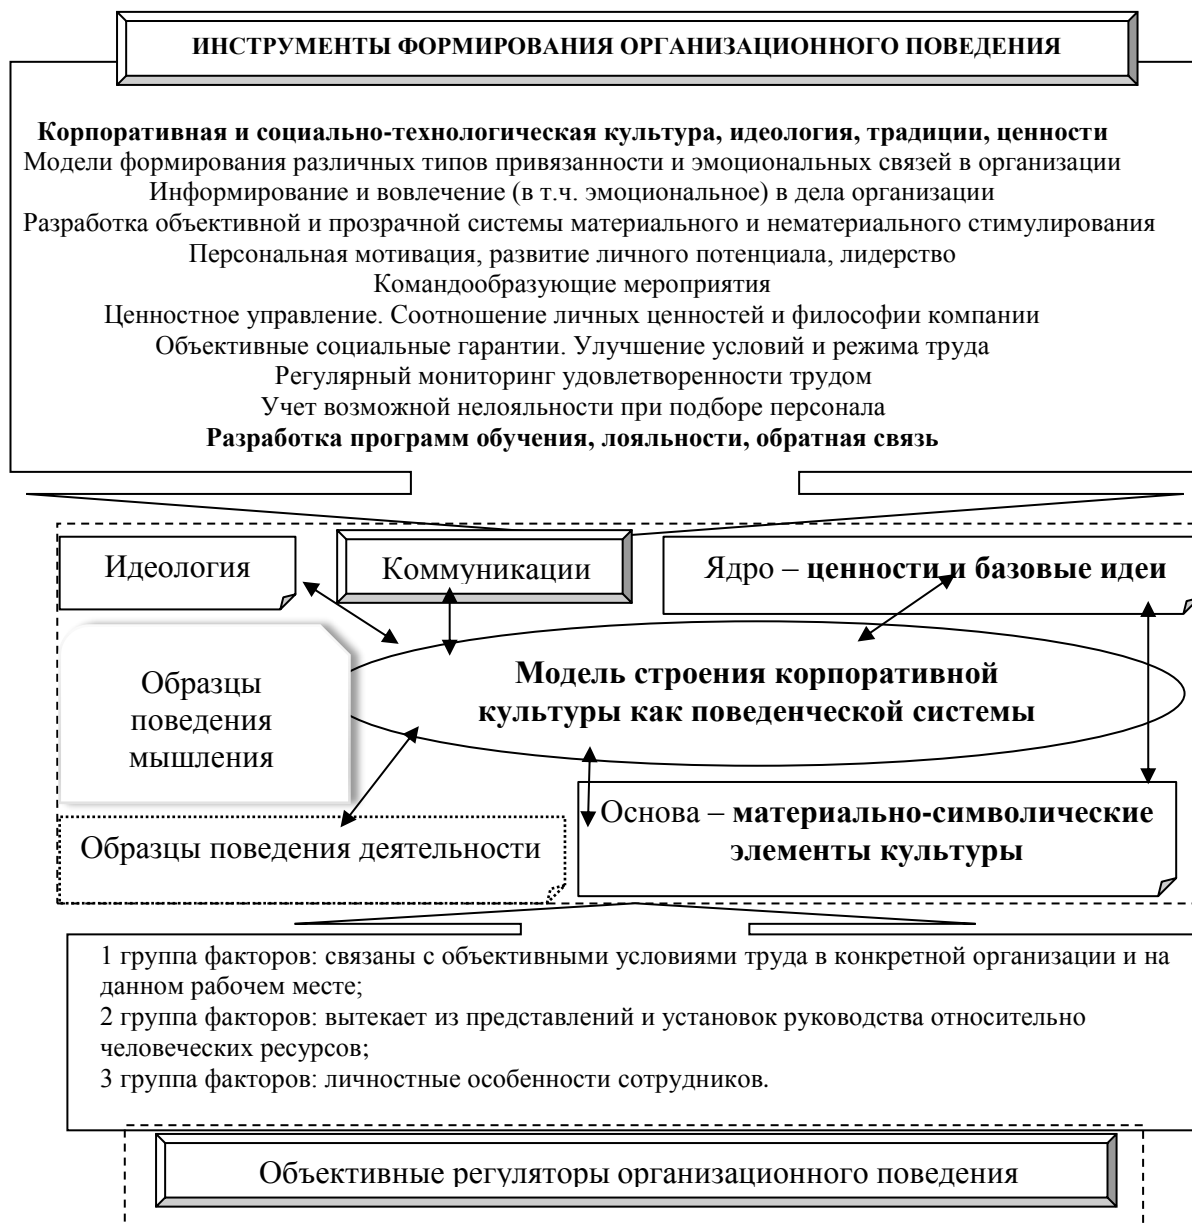 ИНСТРУМЕНТЫ ФОРМИРОВАНИЯ ОРГАНИЗАЦИОННОГО ПОВЕДЕНИЯ
Корпоративная и социально-технологическая культура, идеология, традиции, ценности
Модели формирования различных типов привязанности и эмоциональных связей в организации
Информирование и вовлечение (в т.ч. эмоциональное) в дела организации
Разработка объективной и прозрачной системы материального и нематериального стимулирования
Персональная мотивация, развитие личного потенциала, лидерство
Командообразующие мероприятия
Ценностное управление. Соотношение личных ценностей и философии компании
Объективные социальные гарантии. Улучшение условий и режима труда
Регулярный мониторинг удовлетворенности трудом
Учет возможной нелояльности при подборе персонала
Разработка программ обучения, лояльности, обратная связь
Идеология
Коммуникации
Ядро – ценности и базовые идеи
Образцы
поведения
мышления
Модель строения корпоративной
культуры как поведенческой системы
Образцы поведения деятельности
Основа – материально-символические
элементы культуры
1 группа факторов: связаны с объективными условиями труда в конкретной организации и на
данном рабочем месте;
2 группа факторов: вытекает из представлений и установок руководства относительно
человеческих ресурсов;
3 группа факторов: личностные особенности сотрудников.
Объективные регуляторы организационного поведения